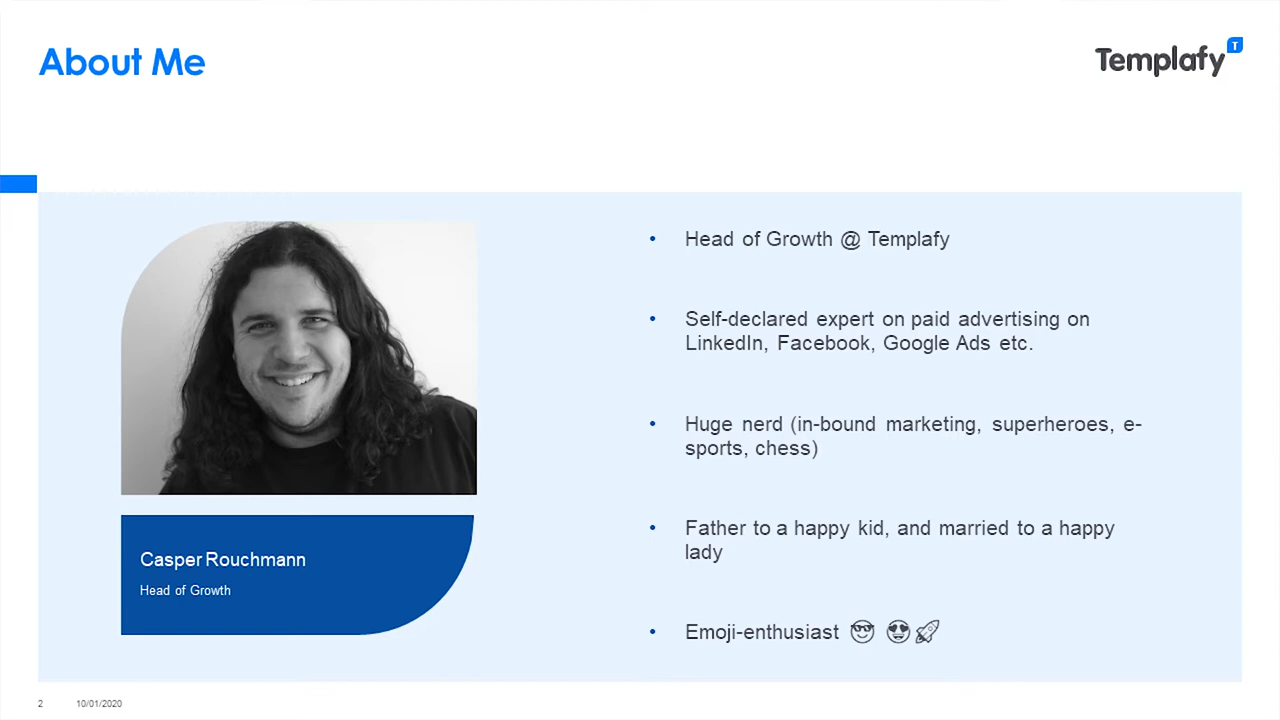 About Me
Templafy T
Head of Growth @ Templafy
Self-declared expert on paid advertising on
LinkedIn, Facebook, Google Ads etc.
Huge nerd (in-bound marketing, superheroes, e-
sports, chess)
Father to a happy kid, and married to a happy
lady
Emoji-enthusiast 😎 😍🚀
Casper Rouchmann
Head of Growth
2 10/01/2020